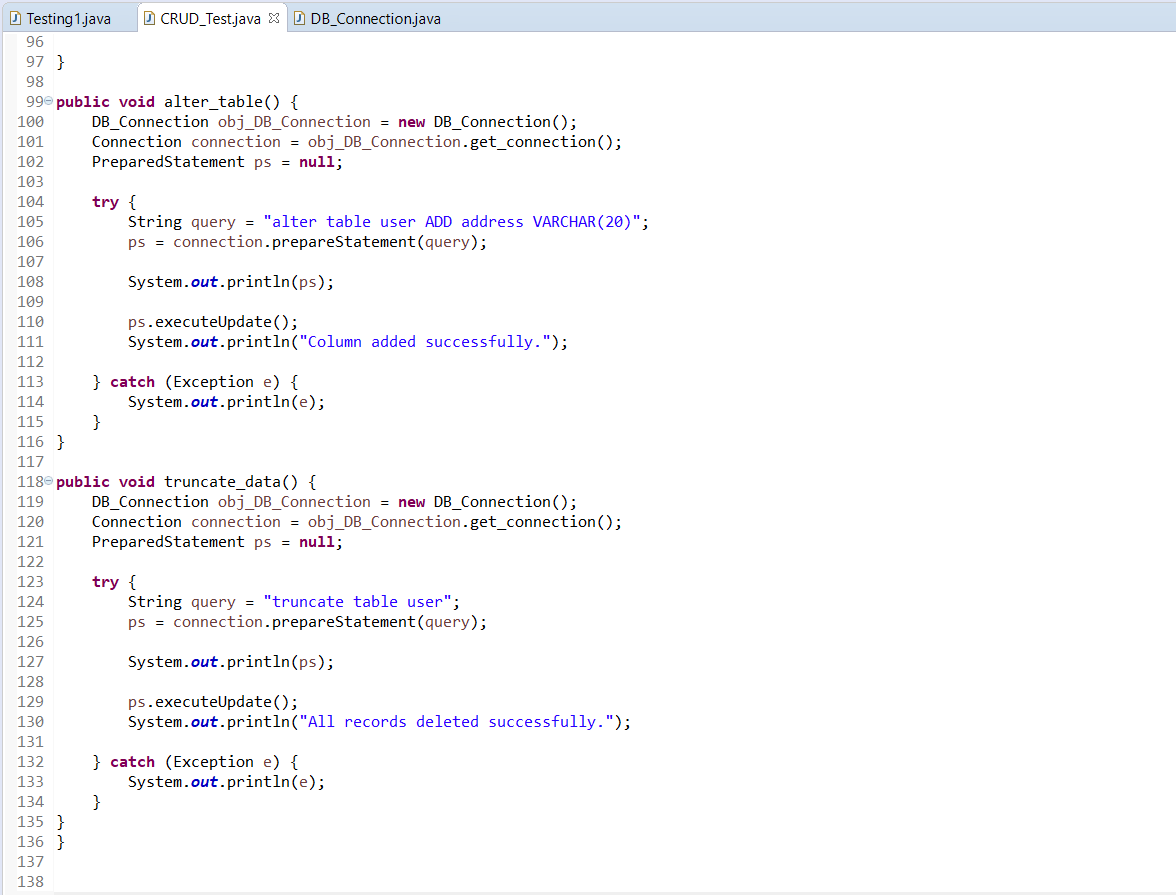 Testing1.java CRUD_Test.java DB_Connection.java
96
97 }
98
99 public void alter_table() {
100     DB_Connection obj_DB_Connection = new DB_Connection();
101     Connection connection = obj_DB_Connection.get_connection();
102     PreparedStatement ps = null;
103
104     try {
105         String query = "alter table user ADD address VARCHAR(20)";
106         ps = connection.prepareStatement(query);
107
108         System.out.println(ps);
109
110         ps.executeUpdate();
111         System.out.println("Column added successfully.");
112
113     } catch (Exception e) {
114         System.out.println(e);
115     }
116 }
117
118 public void truncate_data() {
119     DB_Connection obj_DB_Connection = new DB_Connection();
120     Connection connection = obj_DB_Connection.get_connection();
121     PreparedStatement ps = null;
122
123     try {
124         String query = "truncate table user";
125         ps = connection.prepareStatement(query);
126
127         System.out.println(ps);
128
129         ps.executeUpdate();
130         System.out.println("All records deleted successfully.");
131
132     } catch (Exception e) {
133         System.out.println(e);
134     }
135 }
136 }
137
138